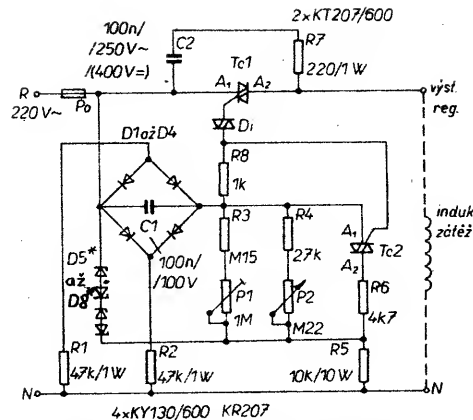 2×KT207/600
100n/
/250V~
/(400V=)
C2
Tc1
R7
220/1W
R
220V~
Po
A₁
A₂
výst.
reg.
D1 až D4
Di
R8
1k
C1
R3
M15
R4
27k
A₁
Tc2
A₂
induk.
zátěž
100n/
/100V
D5*
až
D8*
P1
1M
P2
M22
R6
4k7
R1
47k/1W
R2
47k/1W
R5
10k/10W
N
N
4×KY130/600 KR207